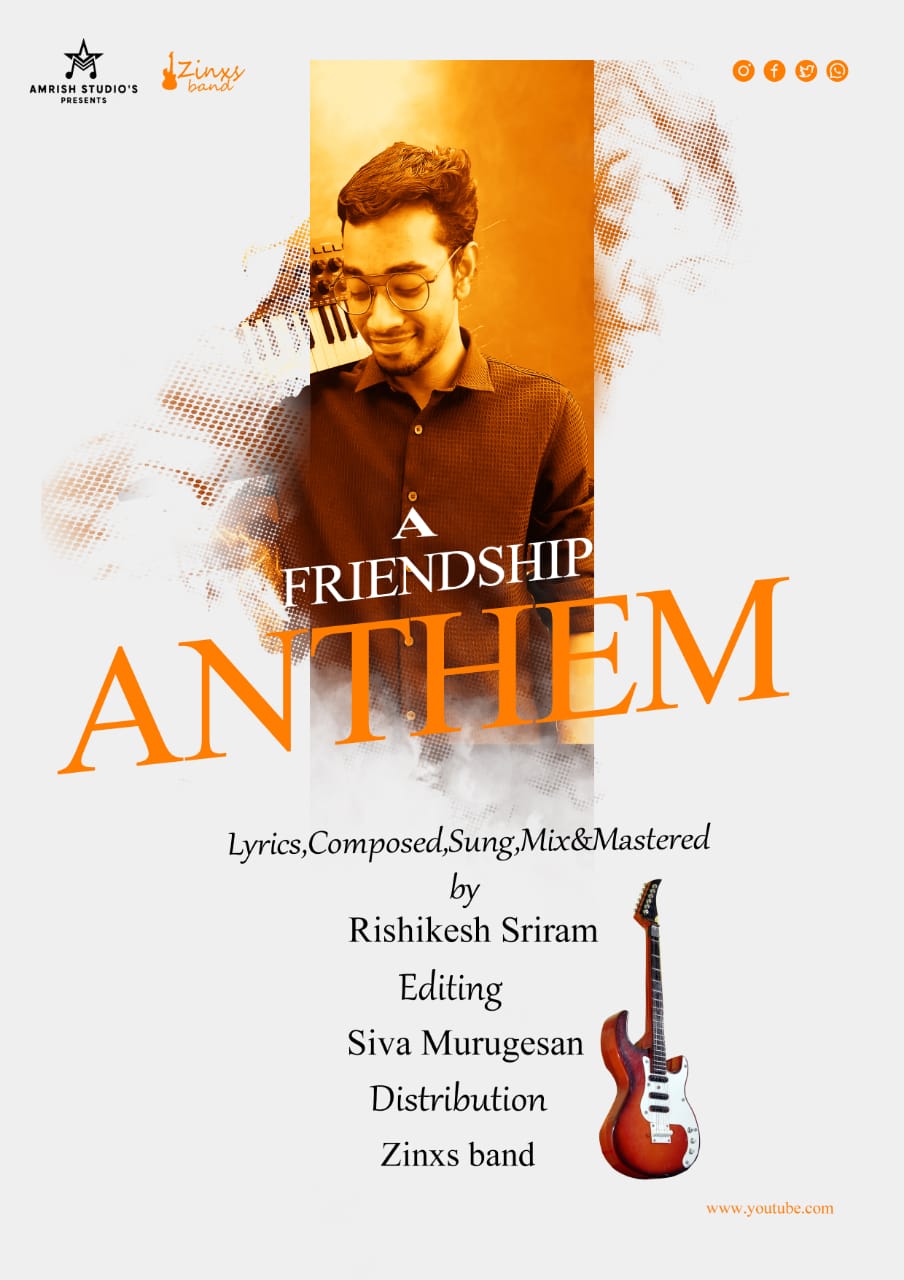 AMRISH STUDIO'S
PRESENTS
Zinxs
band
A
FRIENDSHIP
ANTHEM
Lyrics,Composed,Sung,Mix&Mastered
by
Rishikesh Sriram
Editing
Siva Murugesan
Distribution
Zinxs band
www.youtube.com